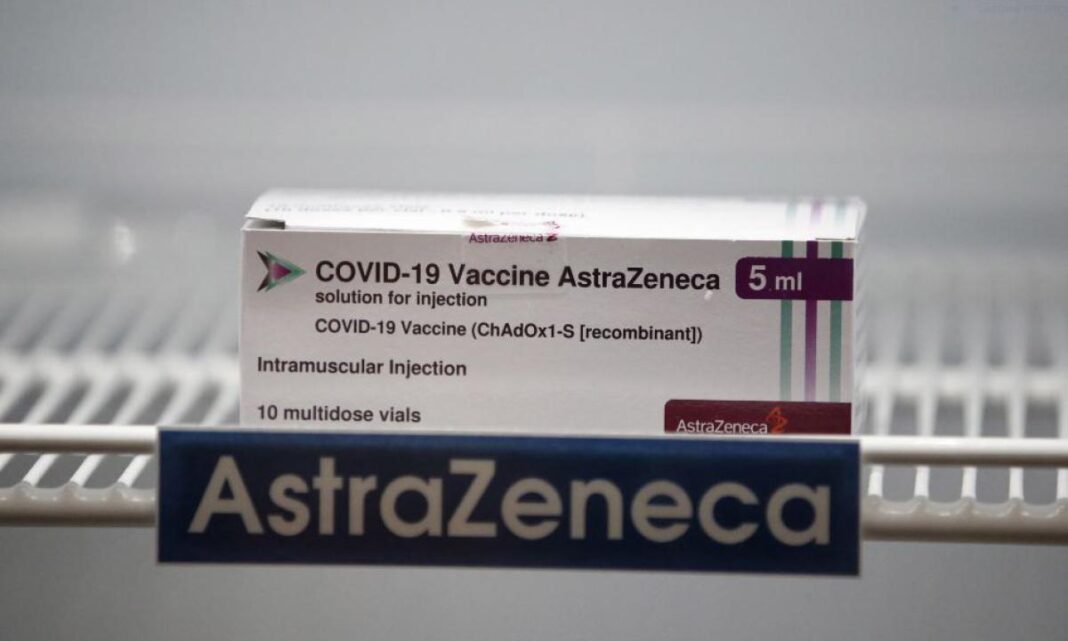 AstraZeneca
COVID-19 Vaccine AstraZeneca
5 ml
solution for injection
COVID-19 Vaccine (ChAdOx1-S [recombinant])
Intramuscular Injection
10 multidose vials
AstraZeneca
AstraZeneca